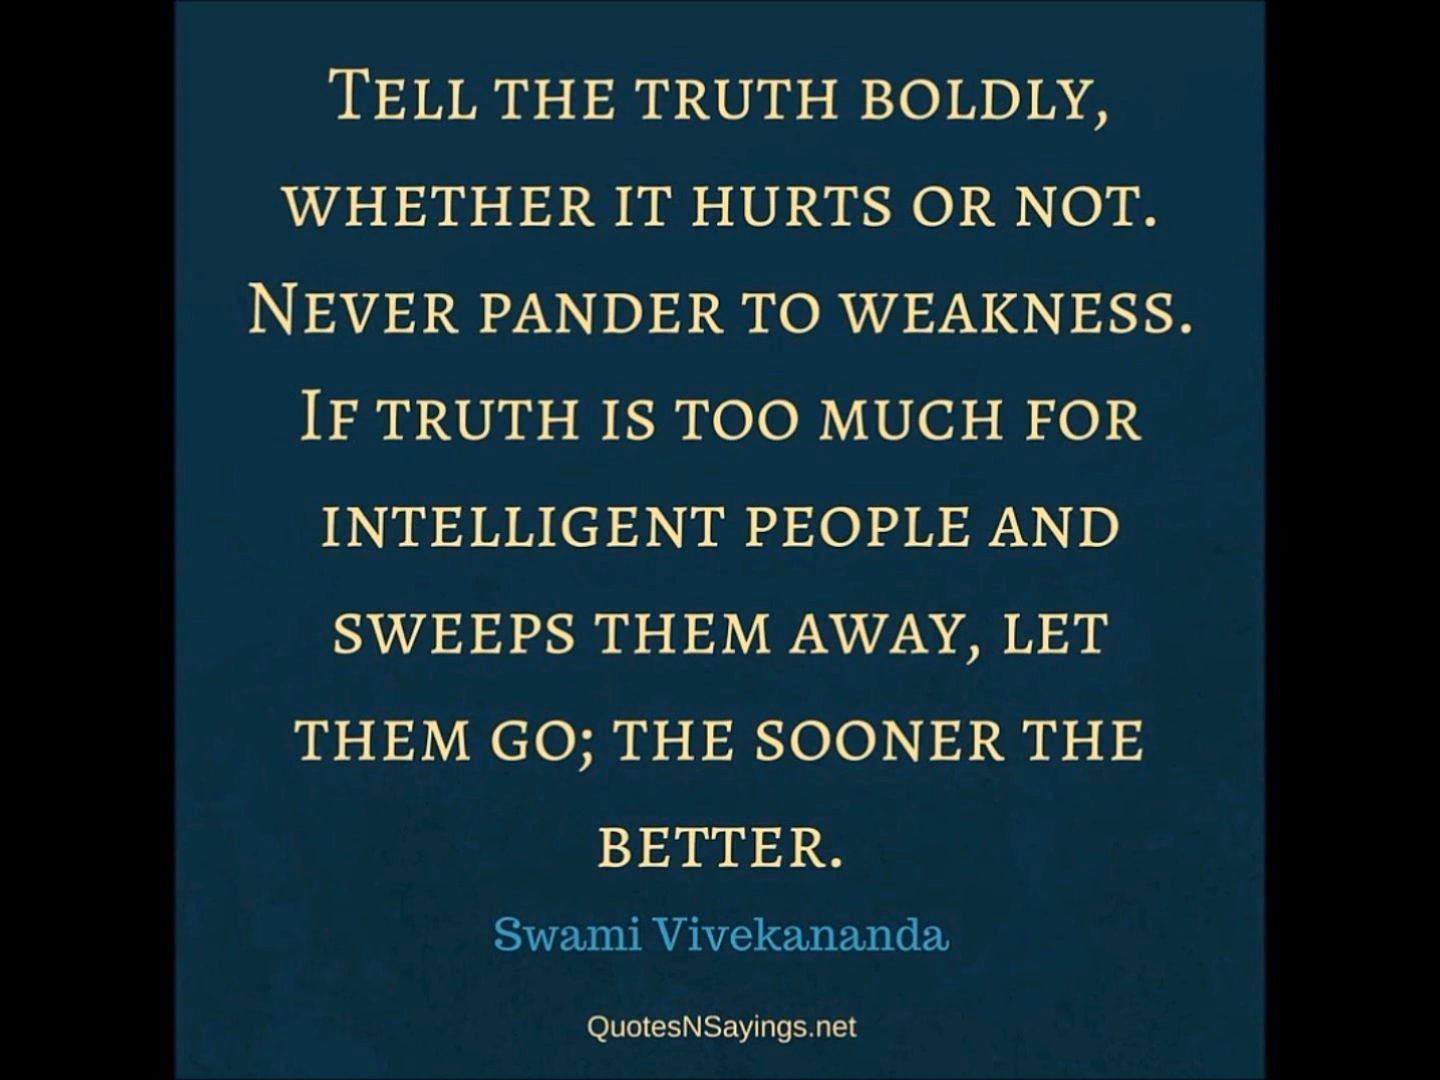 Tell the truth boldly,
whether it hurts or not.
Never pander to weakness.
If truth is too much for
intelligent people and
sweeps them away, let
them go; the sooner the
better.
Swami Vivekananda
QuotesNSayings.net